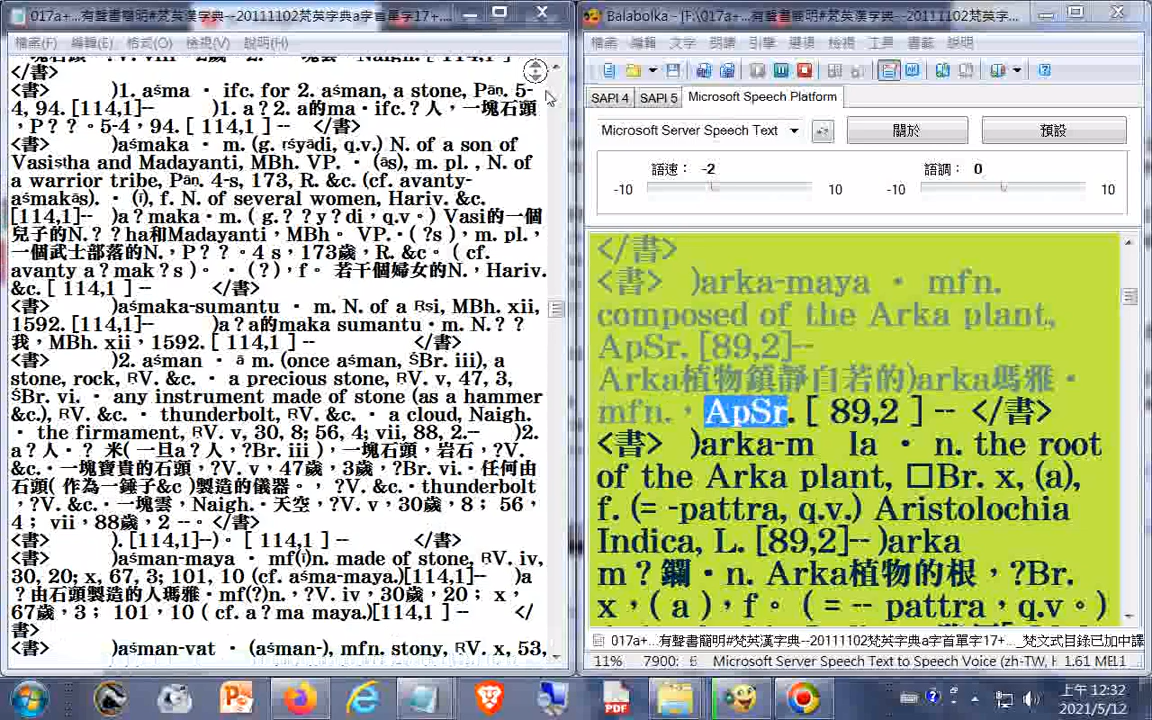 017a+...有聲書簡明#梵英漢字典--20111102梵英字典a字首單字17+...
檔案(F) 編輯(E) 格式(O) 檢視(V) 說明(H)
</書>
<書> )1. aśma ‧ ifc. for 2. aśman, a stone, Pāṇ. 5-
4, 94. [114,1]-- )1. a？2. a的ma‧ifc.？人，一塊石頭
，P？？。5-4，94. [ 114,1 ] -- </書>
<書> )aśmaka ‧ m. (g. ṛśyādi, q.v.) N. of a son of
Vasiṣṭha and Madayanti, MBh. VP. ‧ (ās), m. pl. , N. of
a warrior tribe, Pāṇ. 4-s, 173, R. &c. (cf. avanty-
aśmakās). ‧ (ī), f. N. of several women, Hariv. &c.
[114,1]-- )a？maka‧m. ( g.？？y？di，q.v。) Vasi的一個
兒子的N.？？ha和Madayanti，MBh。 VP.‧( ?s )，m. pl.，
一個武士部落的N.，P？？。4 s，173歲，R. &c。( cf.
avanty a？mak？s )。 ‧ (？)，f。 若干個婦女的N.，Hariv.
&c. [ 114,1 ] -- </書>
<書> )aśmaka-sumantu ‧ m. N. of a Ṛsi, MBh. xii,
1592. [114,1]-- )a？a的maka sumantu‧m. N.？？
我，MBh. xii，1592. [ 114,1 ] -- </書>
<書> )2. aśman ‧ ā m. (once aśman, ŚBr. iii), a
stone, rock, ṚV. &c. ‧ a precious stone, ṚV. v, 47, 3,
ŚBr. vi. ‧ any instrument made of stone (as a hammer
&c.), ṚV. &c. ‧ thunderbolt, ṚV. &c. ‧ a cloud, Naigh.
‧ the firmament, ṚV. v, 30, 8; 56, 4; vii, 88, 2.-- )2.
a？人‧？ 米( 一旦a？人，?Br. iii )，一塊石頭，岩石，?V.
&c.‧一塊寶貴的石頭，?V. v，47歲，3歲，?Br. vi.‧任何由
石頭( 作為一錘子&c )製造的儀器。，?V. &c.‧thunderbolt
，?V. &c.‧一塊雲，Naigh.‧天空，?V. v，30歲，8；56，
4；vii，88歲，2 --。</書>
<書> ). [114,1]--)。[ 114,1 ] -- </書>
<書> )aśman-maya ‧ mf(ī)n. made of stone, ṚV. iv,
30, 20; x, 67, 3; 101, 10 (cf. aśma-maya.)[114,1]-- )a
？由石頭製造的人瑪雅‧mf(?)n.，?V. iv，30歲，20；x，
67歲，3；101，10 ( cf. a？ma maya.)[114,1 ] -- </
書>
<書> )aśman-vat ‧ (aśman-), mfn. stony, ṚV. x, 53,
Balabolka - [F:\017a+...有聲書簡明#梵英漢字典--20111102梵英字...
檔案 編輯 文字 閱讀 引擎 選項 檢視 工具 書籤 說明
SAPI 4 SAPI 5 Microsoft Speech Platform
Microsoft Server Speech Text 關於 預設
語速： -2 語調： 0
-10 10 -10 10
</書>
<書> )arka-maya ‧ mfn.
composed of the Arka plant,
ApSr. [89,2]--
Arka植物鎮靜自若的)arka瑪雅‧
mfn.，ApSr. [ 89,2 ] -- </書>
<書> )arka-m la ‧ n. the root
of the Arka plant, □Br. x, (a),
f. (= -pattra, q.v.) Aristolochia
Indica, L. [89,2]-- )arka
m？鑭‧n. Arka植物的根，?Br.
x，( a )，f。 ( = -- pattra，q.v。)
017a+...有聲書簡明#梵英漢字典--20111102梵英字典a字首單字17+..._梵文式目錄已加中譯
11% 7900: 6 Microsoft Server Speech Text to Speech Voice (zh-TW, H 1.61 MEL1
上午 12:32
2021/5/12